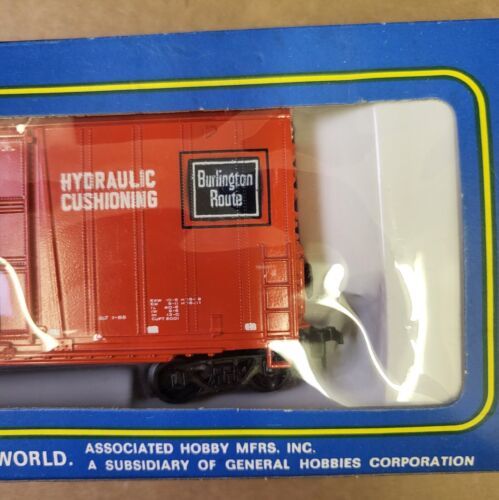 HYDRAULIC
CUSHIONING
Burlington
Route
WORLD.
ASSOCIATED HOBBY MFRS. INC.
A SUBSIDIARY OF GENERAL HOBBIES CORPORATION